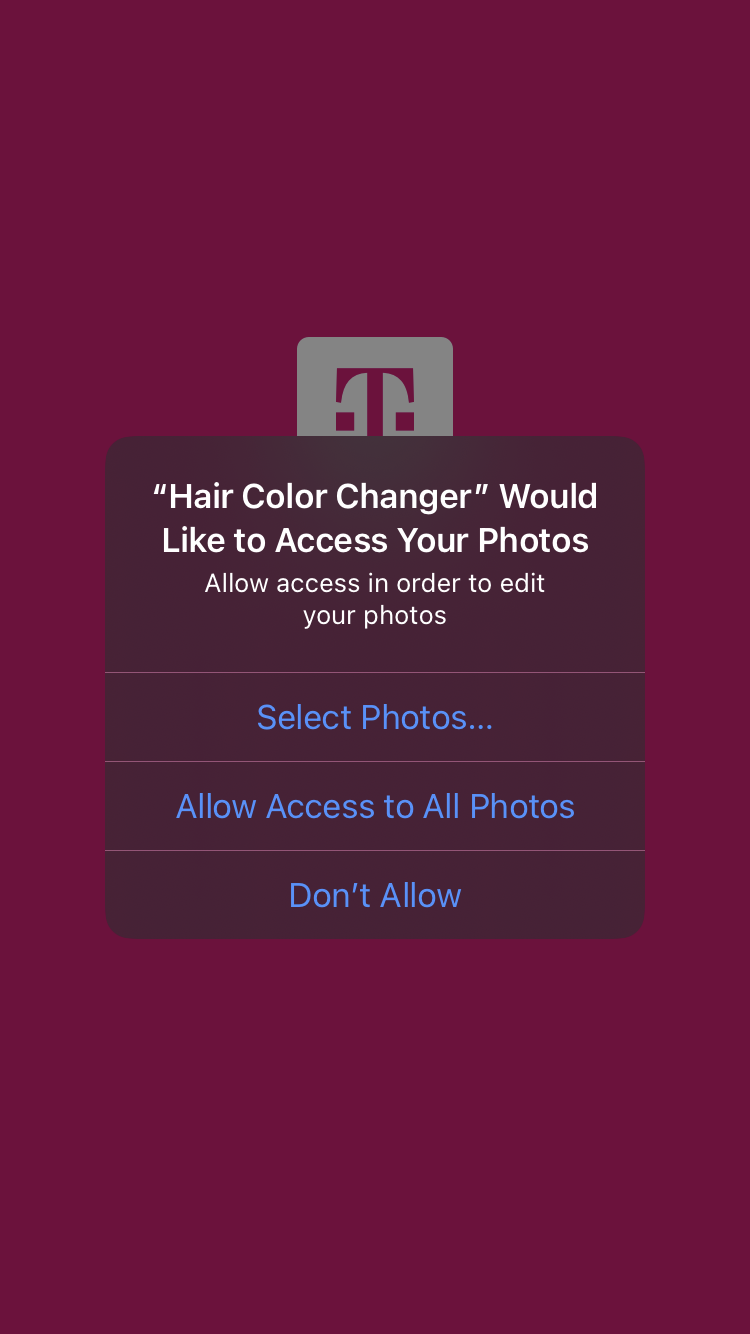 T
“Hair Color Changer” Would
Like to Access Your Photos
Allow access in order to edit
your photos
Select Photos...
Allow Access to All Photos
Don’t Allow